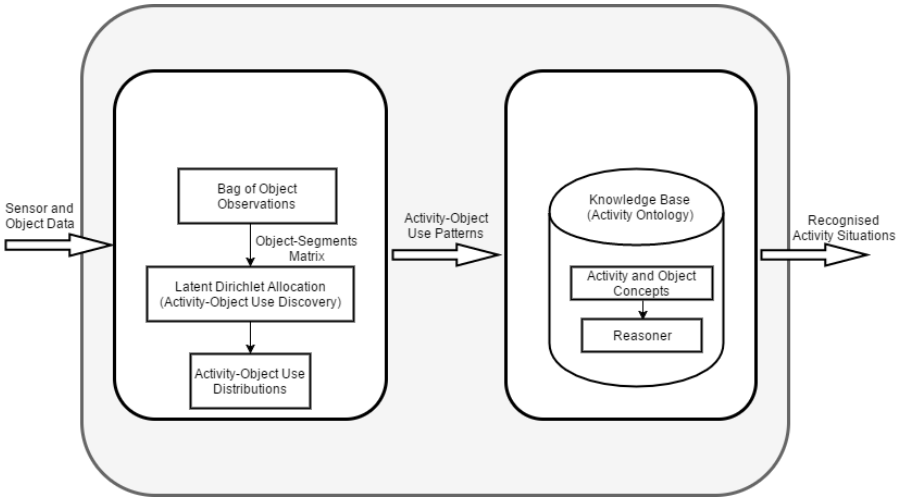 Sensor and
Object Data
Bag of Object
Observations
Object-Segments
Matrix
Latent Dirichlet Allocation
(Activity-Object Use Discovery)
Activity-Object Use
Distributions
Activity-Object
Use Patterns
Knowledge Base
(Activity Ontology)
Activity and Object
Concepts
Reasoner
Recognised
Activity Situations